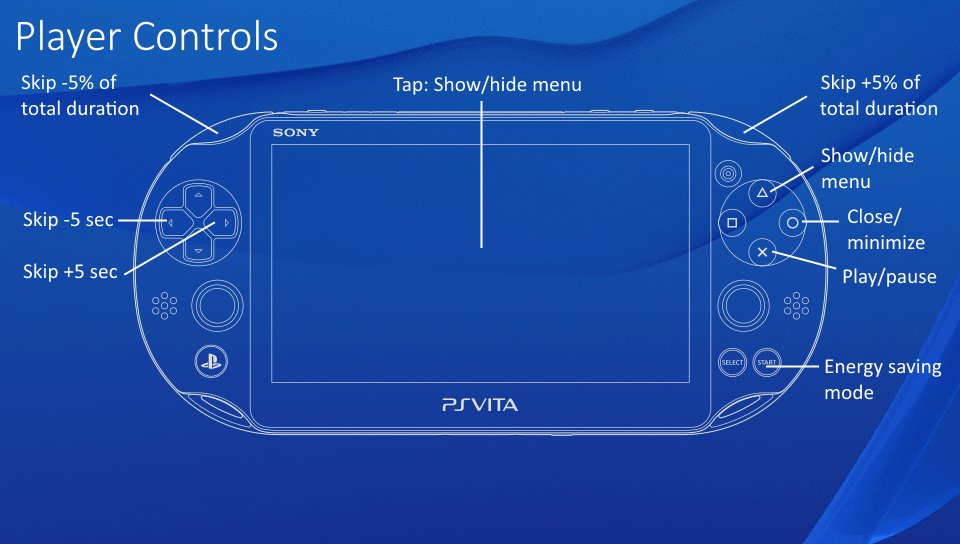 Player Controls
Skip -5% of
total duration
Tap: Show/hide menu
Skip +5% of
total duration
SONY
Show/hide
menu
Skip -5 sec
Close/
minimize
Skip +5 sec
Play/pause
SELECT
START
Energy saving
mode
PSVITA